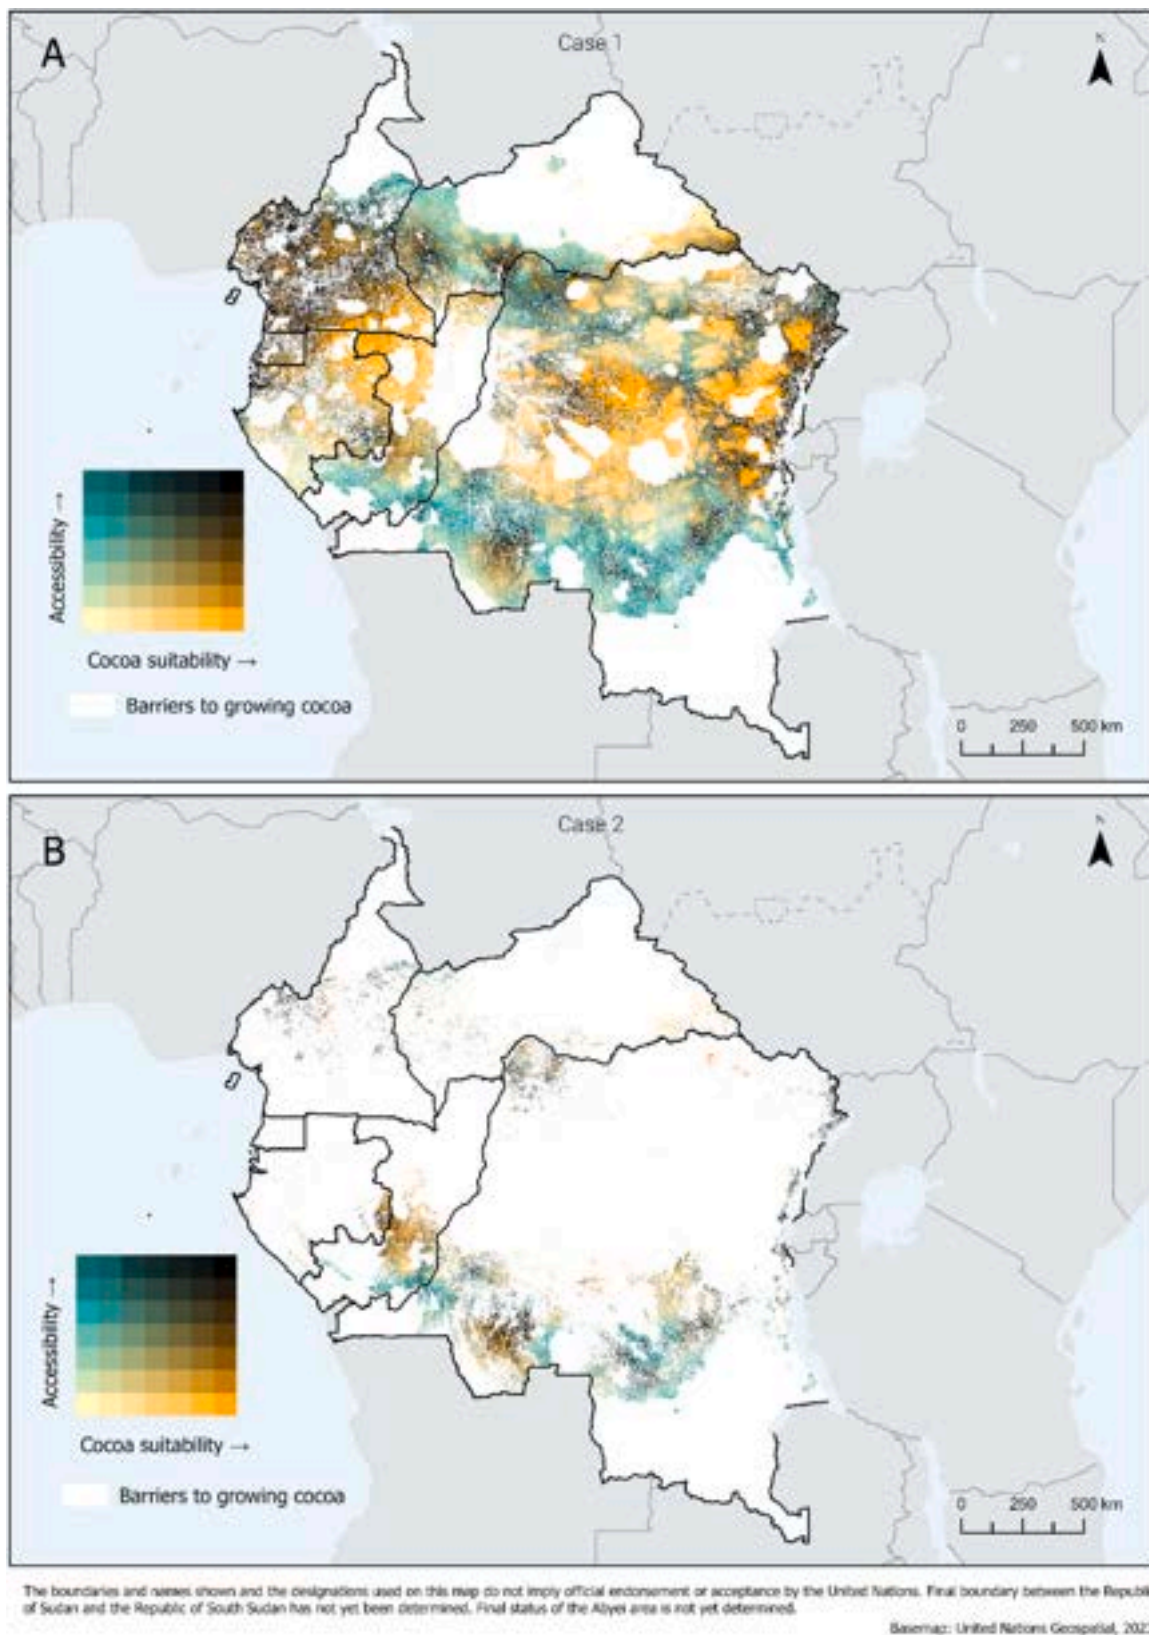 A
Case 1
N
Accessibility →
Cocoa suitability →
Barriers to growing cocoa
0 250 500 km
B
Case 2
N
Accessibility →
Cocoa suitability →
Barriers to growing cocoa
0 250 500 km
The boundaries and names shown and the designations used on this map do not imply official endorsement or acceptance by the United Nations. Final boundary between the Republi
of Sudan and the Republic of South Sudan has not yet been determined. Final status of the Abyei area is not yet determined.
Basemap: United Nations Geospatial,